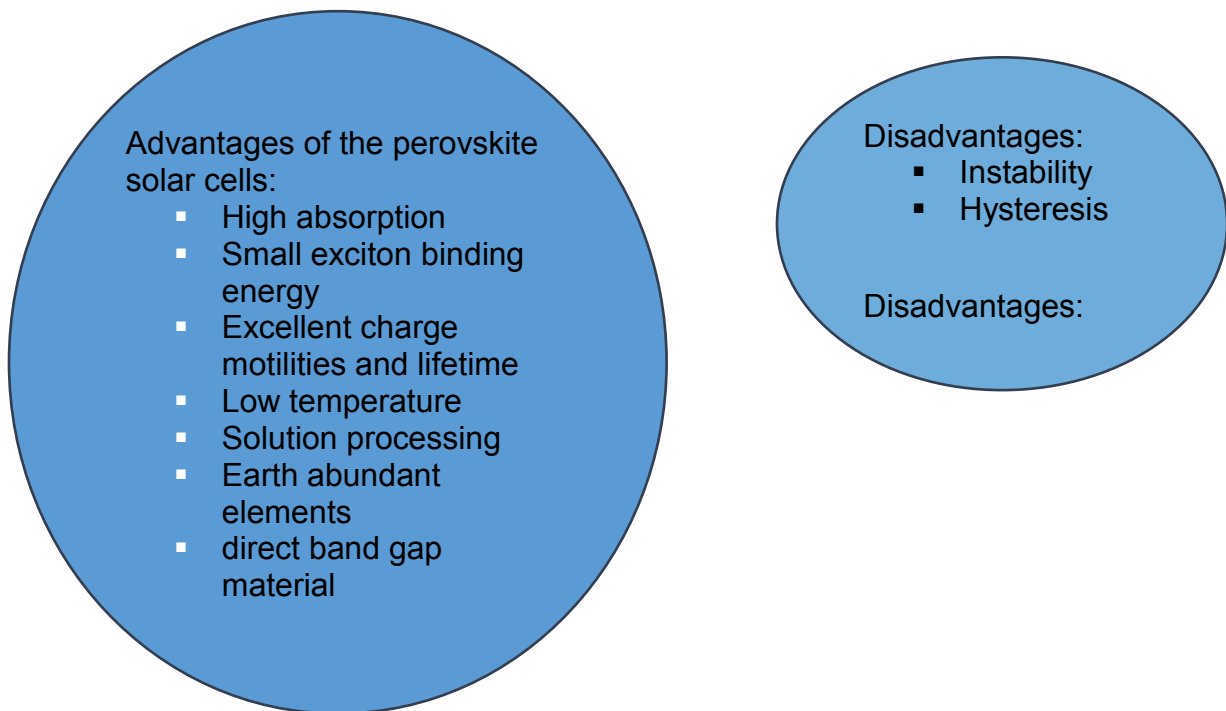 Advantages of the perovskite
solar cells:
▪ High absorption
▪ Small exciton binding
energy
▪ Excellent charge
motilities and lifetime
▪ Low temperature
▪ Solution processing
▪ Earth abundant
elements
▪ direct band gap
material
Disadvantages:
▪ Instability
▪ Hysteresis
Disadvantages: